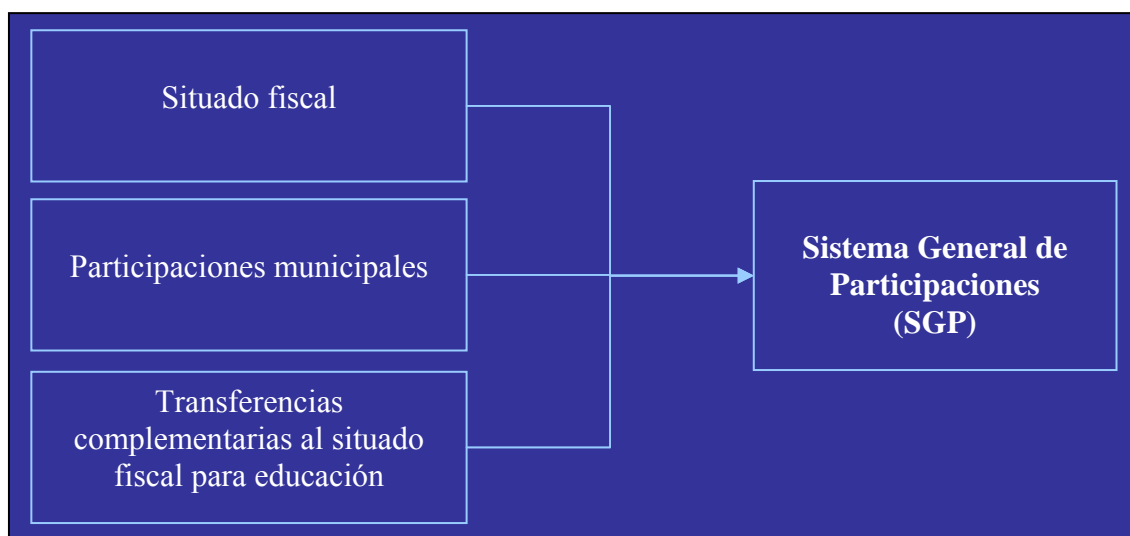 Situado fiscal
Participaciones municipales
Transferencias
complementarias al situado
fiscal para educación
Sistema General de
Participaciones
(SGP)